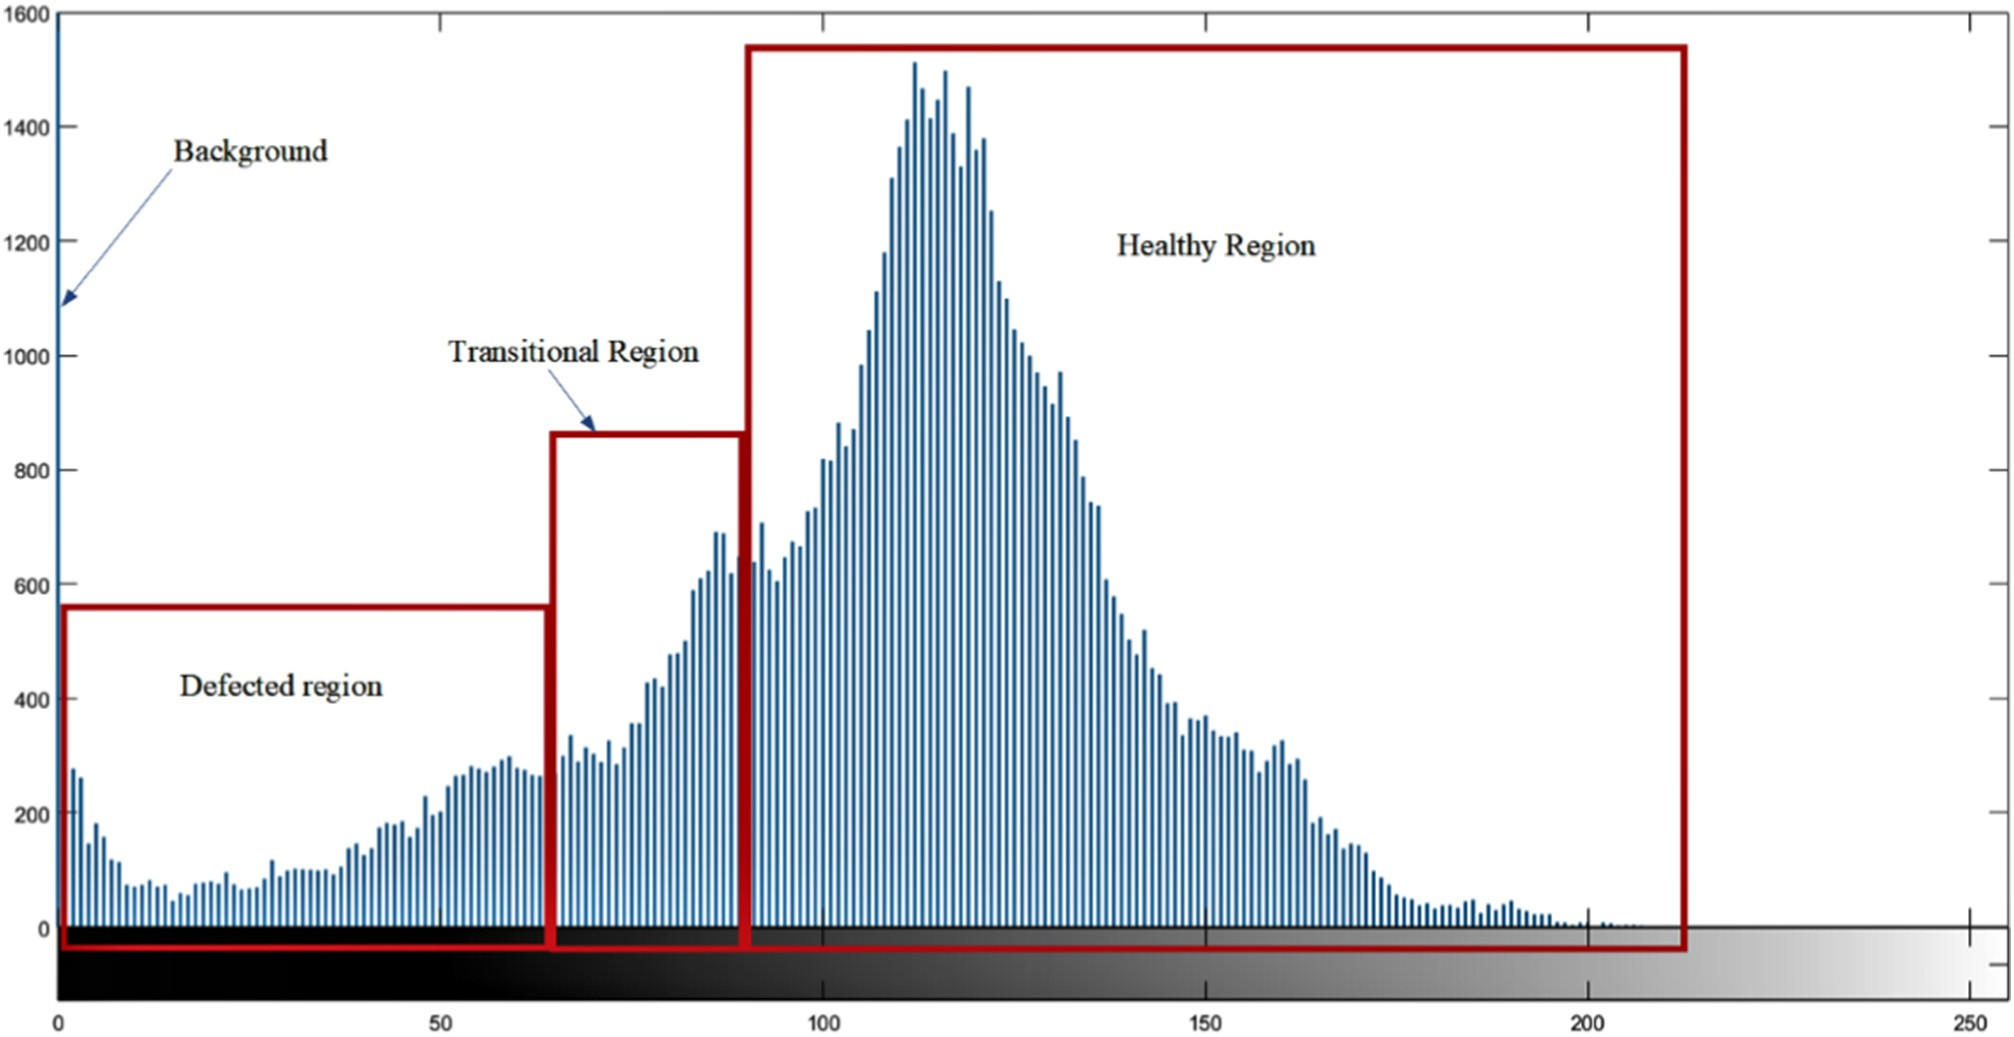 1600
1400
1200
1000
800
600
400
200
0
Background
Transitional Region
Healthy Region
Defected region
0 50 100 150 200 250